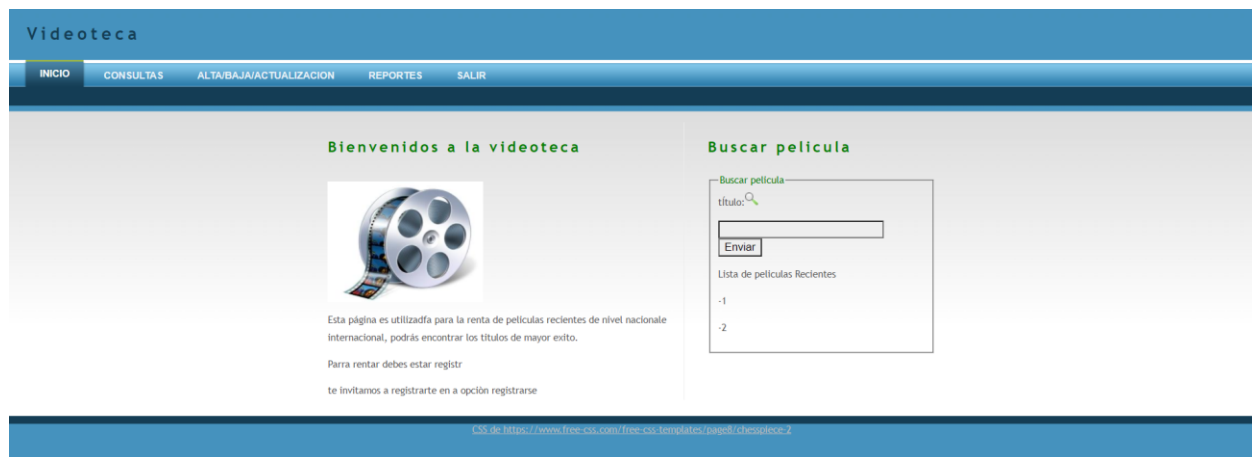 Videoteca
INICIO CONSULTAS ALTA/BAJA/ACTUALIZACION REPORTES SALIR
Bienvenidos a la videoteca
Esta página es utilizadfa para la renta de películas recientes de nivel nacionale
internacional, podrás encontrar los títulos de mayor exito.
Parra rentar debes estar registr
te invitamos a registrarte en a opción registrarse
Buscar pelicula
Buscar película
título:
Enviar
Lista de películas Recientes
-1
-2
CSS de https://www.free-css.com/free-css-templates/page8/chesspiece-2